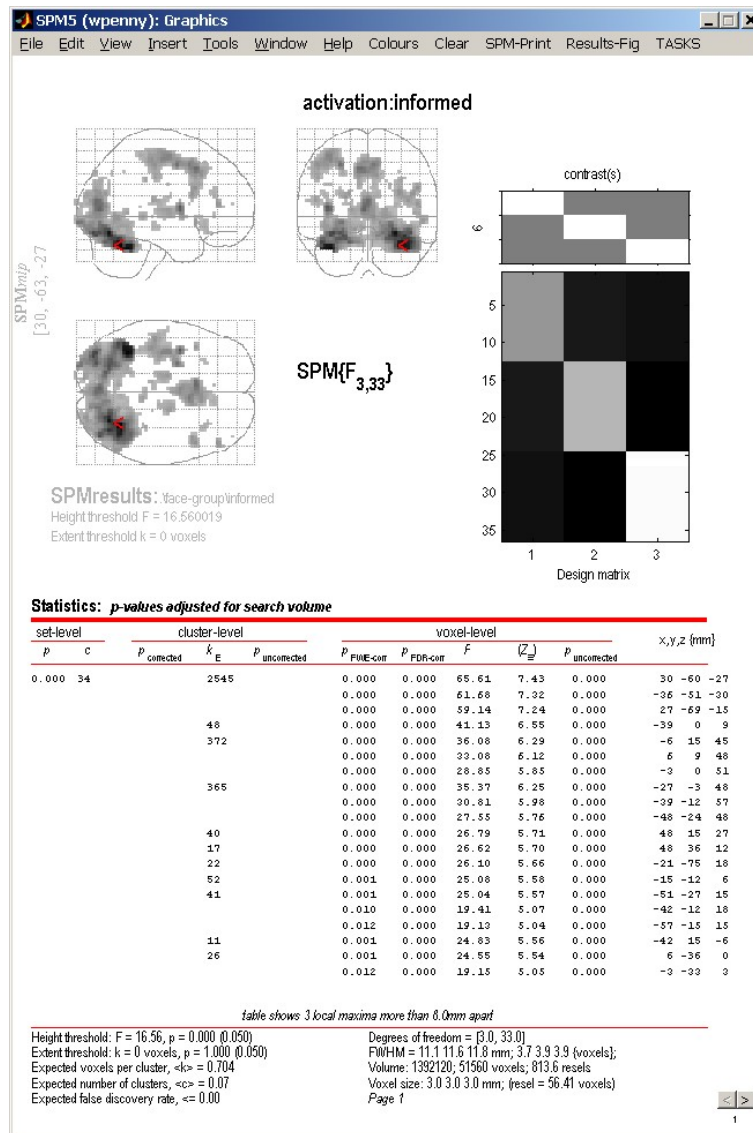 SPM5 (wpenny): Graphics
File Edit View Insert Tools Window Help Colours Clear SPM-Print Results-Fig TASKS
activation:informed
contrast(s)
6
SPMmip
[30, -63, -27]
5
10
15
20
25
30
35
1 2 3
Design matrix
SPM{F3,33}
SPMresults: .\face-group\informed
Height threshold F = 16.560019
Extent threshold k = 0 voxels
Statistics: p-values adjusted for search volume
set-level cluster-level voxel-level x,y,z {mm}
p c p corrected k E p uncorrected p FWE-corr p FDR-corr F (Z≡) p uncorrected
0.000 34 2545 0.000 0.000 65.61 7.43 0.000 30 -60 -27
0.000 0.000 61.68 7.32 0.000 -36 -51 -30
0.000 0.000 59.14 7.24 0.000 27 -69 -15
48 0.000 0.000 41.13 6.55 0.000 -39 0 9
372 0.000 0.000 36.08 6.29 0.000 -6 15 45
0.000 0.000 33.08 6.12 0.000 6 9 48
0.000 0.000 28.85 5.85 0.000 -3 0 51
365 0.000 0.000 35.37 6.25 0.000 -27 -3 48
0.000 0.000 30.81 5.98 0.000 -39 -12 57
0.000 0.000 27.55 5.76 0.000 -48 -24 48
40 0.000 0.000 26.79 5.71 0.000 48 15 27
17 0.000 0.000 26.62 5.70 0.000 48 36 12
22 0.000 0.000 26.10 5.66 0.000 -21 -75 18
52 0.001 0.000 25.08 5.58 0.000 -15 -12 6
41 0.001 0.000 25.04 5.57 0.000 -51 -27 15
0.010 0.000 19.41 5.07 0.000 -42 -12 18
0.012 0.000 19.13 5.04 0.000 -57 -15 15
11 0.001 0.000 24.83 5.56 0.000 -42 15 -6
26 0.001 0.000 24.55 5.54 0.000 6 -36 0
0.012 0.000 19.15 5.05 0.000 -3 -33 3
table shows 3 local maxima more than 8.0mm apart
Height threshold: F = 16.56, p = 0.000 (0.050)
Extent threshold: k = 0 voxels, p = 1.000 (0.050)
Expected voxels per cluster, <k> = 0.704
Expected number of clusters, <c> = 0.07
Expected false discovery rate, <= 0.00
Degrees of freedom = [3.0, 33.0]
FWHM = 11.1 11.6 11.8 mm; 3.7 3.9 3.9 {voxels};
Volume: 1392120; 51560 voxels; 813.6 resels
Voxel size: 3.0 3.0 3.0 mm; (resel = 56.41 voxels)
Page 1
< >
1